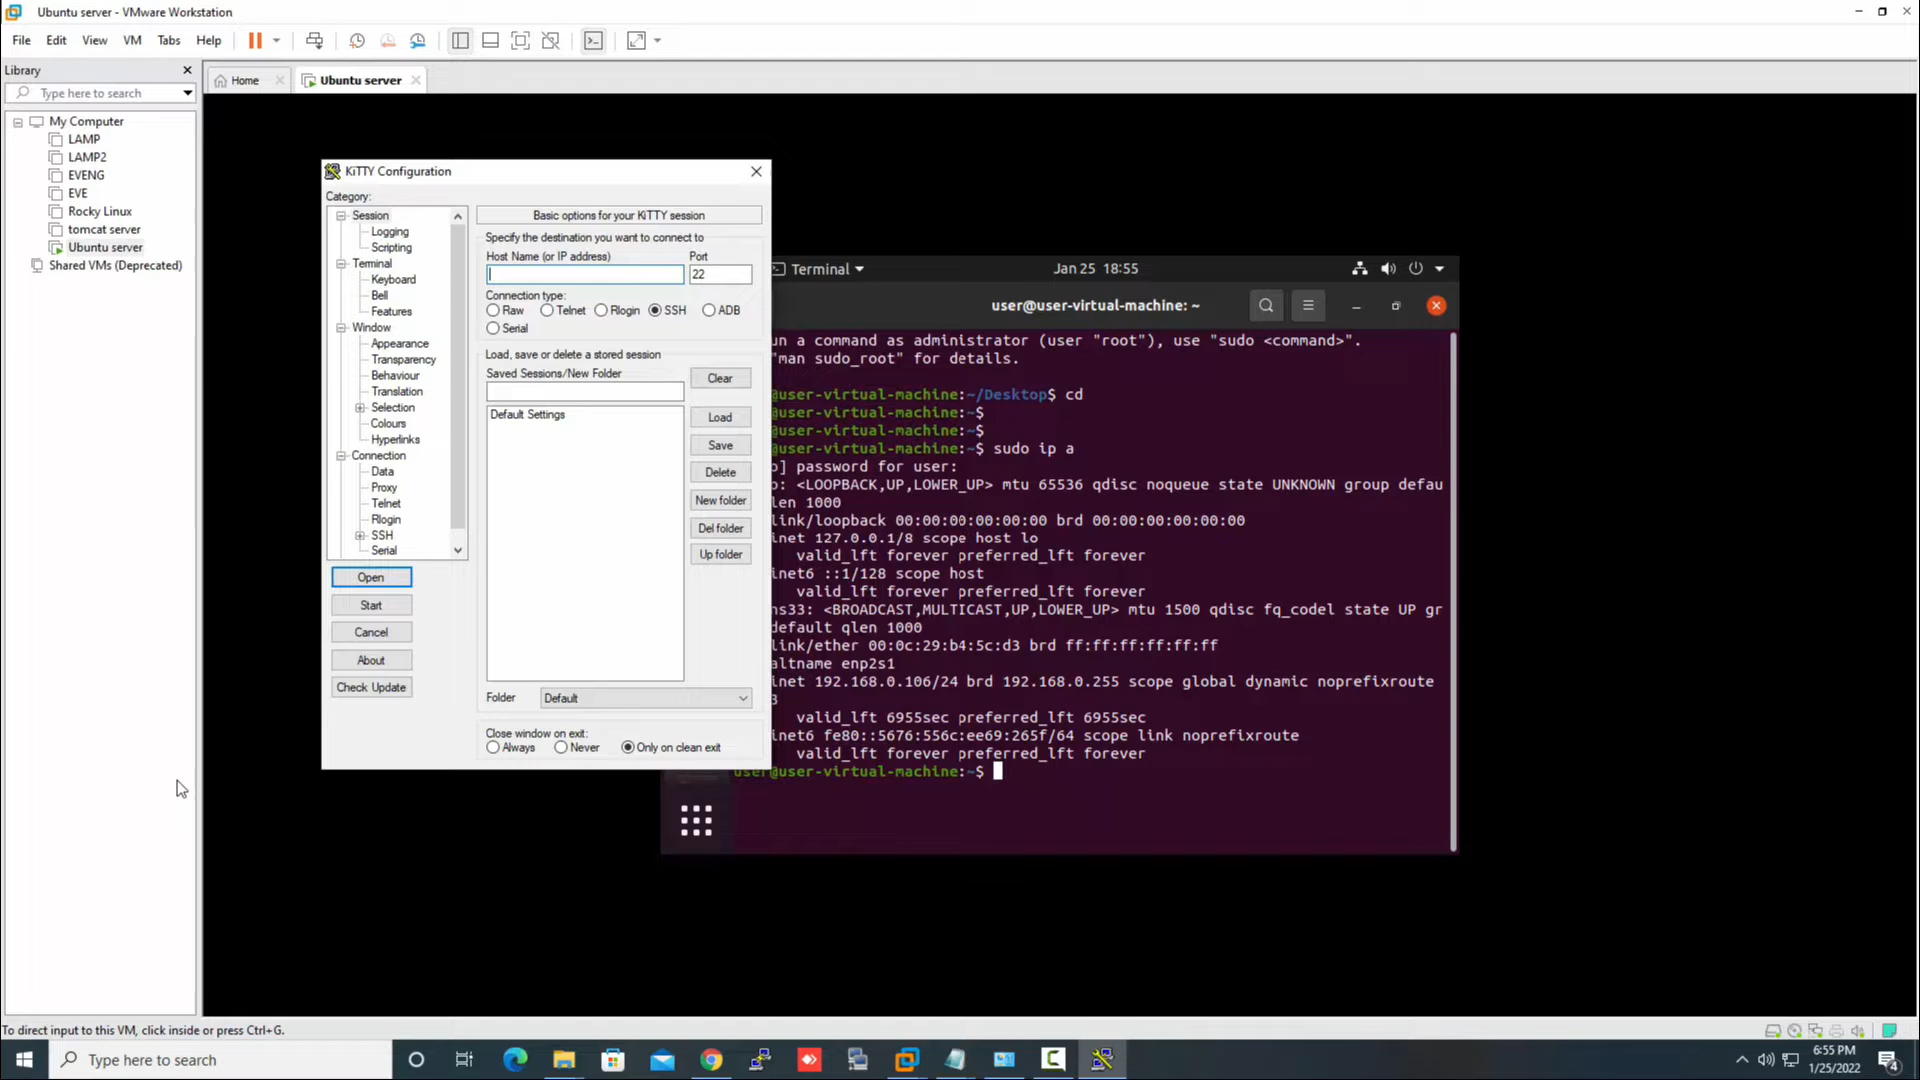 Ubuntu server - VMware Workstation
File Edit View VM Tabs Help
Library
Type here to search
My Computer
LAMP
LAMP2
EVENG
EVE
Rocky Linux
tomcat server
Ubuntu server
Shared VMs (Deprecated)
Home
Ubuntu server
KiTTY Configuration
Category:
Session
Logging
Scripting
Terminal
Keyboard
Bell
Features
Window
Appearance
Transparency
Behaviour
Translation
Selection
Colours
Hyperlinks
Connection
Data
Proxy
Telnet
Rlogin
SSH
Serial
Open
Start
Cancel
About
Check Update
Basic options for your KiTTY session
Specify the destination you want to connect to
Host Name (or IP address) Port
22
Connection type:
Raw Telnet Rlogin SSH ADB
Serial
Load, save or delete a stored session
Saved Sessions/New Folder
Default Settings
Clear
Load
Save
Delete
New folder
Del folder
Up folder
Folder Default
Close window on exit:
Always Never Only on clean exit
Terminal
Jan 25 18:55
user@user-virtual-machine: ~
un a command as administrator (user "root"), use "sudo <command>".
"man sudo_root" for details.
@user-virtual-machine:~/Desktop$ cd
@user-virtual-machine:~$
@user-virtual-machine:~$
@user-virtual-machine:~$ sudo ip a
o] password for user:
o: <LOOPBACK,UP,LOWER_UP> mtu 65536 qdisc noqueue state UNKNOWN group defau
len 1000
link/loopback 00:00:00:00:00:00 brd 00:00:00:00:00:00
inet 127.0.0.1/8 scope host lo
valid_lft forever preferred_lft forever
inet6 ::1/128 scope host
valid_lft forever preferred_lft forever
ns33: <BROADCAST,MULTICAST,UP,LOWER_UP> mtu 1500 qdisc fq_codel state UP gr
default qlen 1000
link/ether 00:0c:29:b4:5c:d3 brd ff:ff:ff:ff:ff:ff
altname enp2s1
inet 192.168.0.106/24 brd 192.168.0.255 scope global dynamic noprefixroute
3
valid_lft 6955sec preferred_lft 6955sec
inet6 fe80::5676:556c:ee69:265f/64 scope link noprefixroute
valid_lft forever preferred_lft forever
user@user-virtual-machine:~$
To direct input to this VM, click inside or press Ctrl+G.
Type here to search
6:55 PM
1/25/2022
4